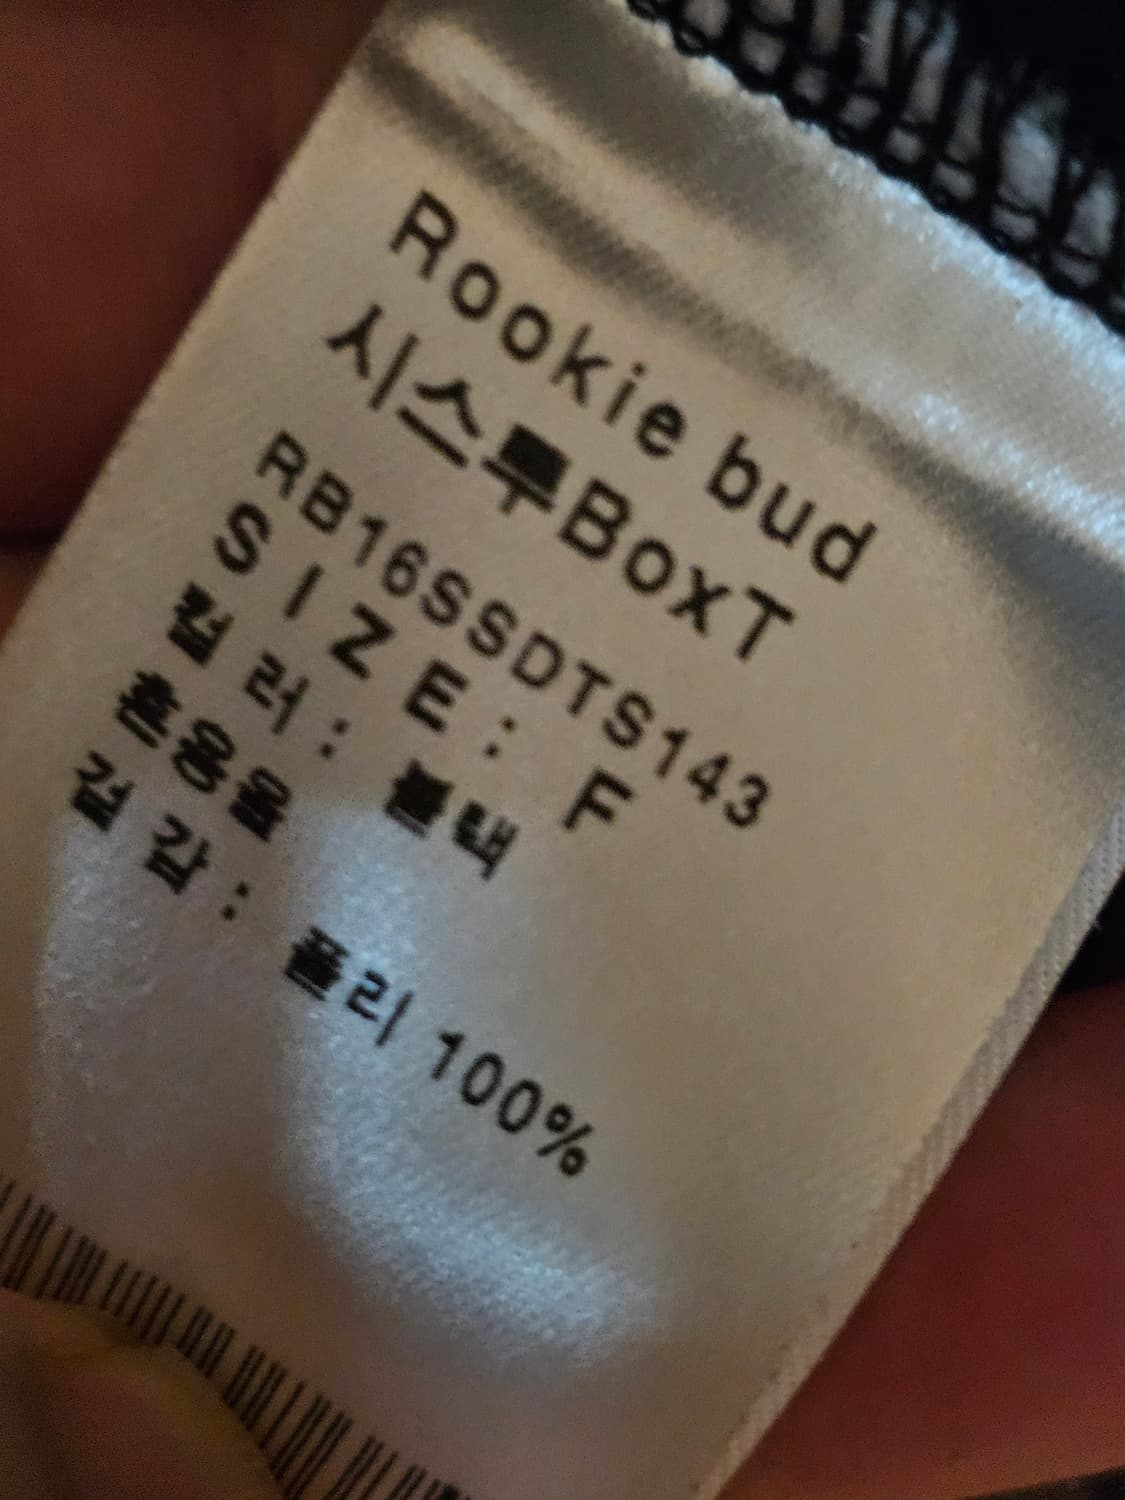 Rookie bud
시스루BoxT
RB16SSDTS143
SIZE: F
컬러: 블랙
혼용율
겉감: 폴리 100%